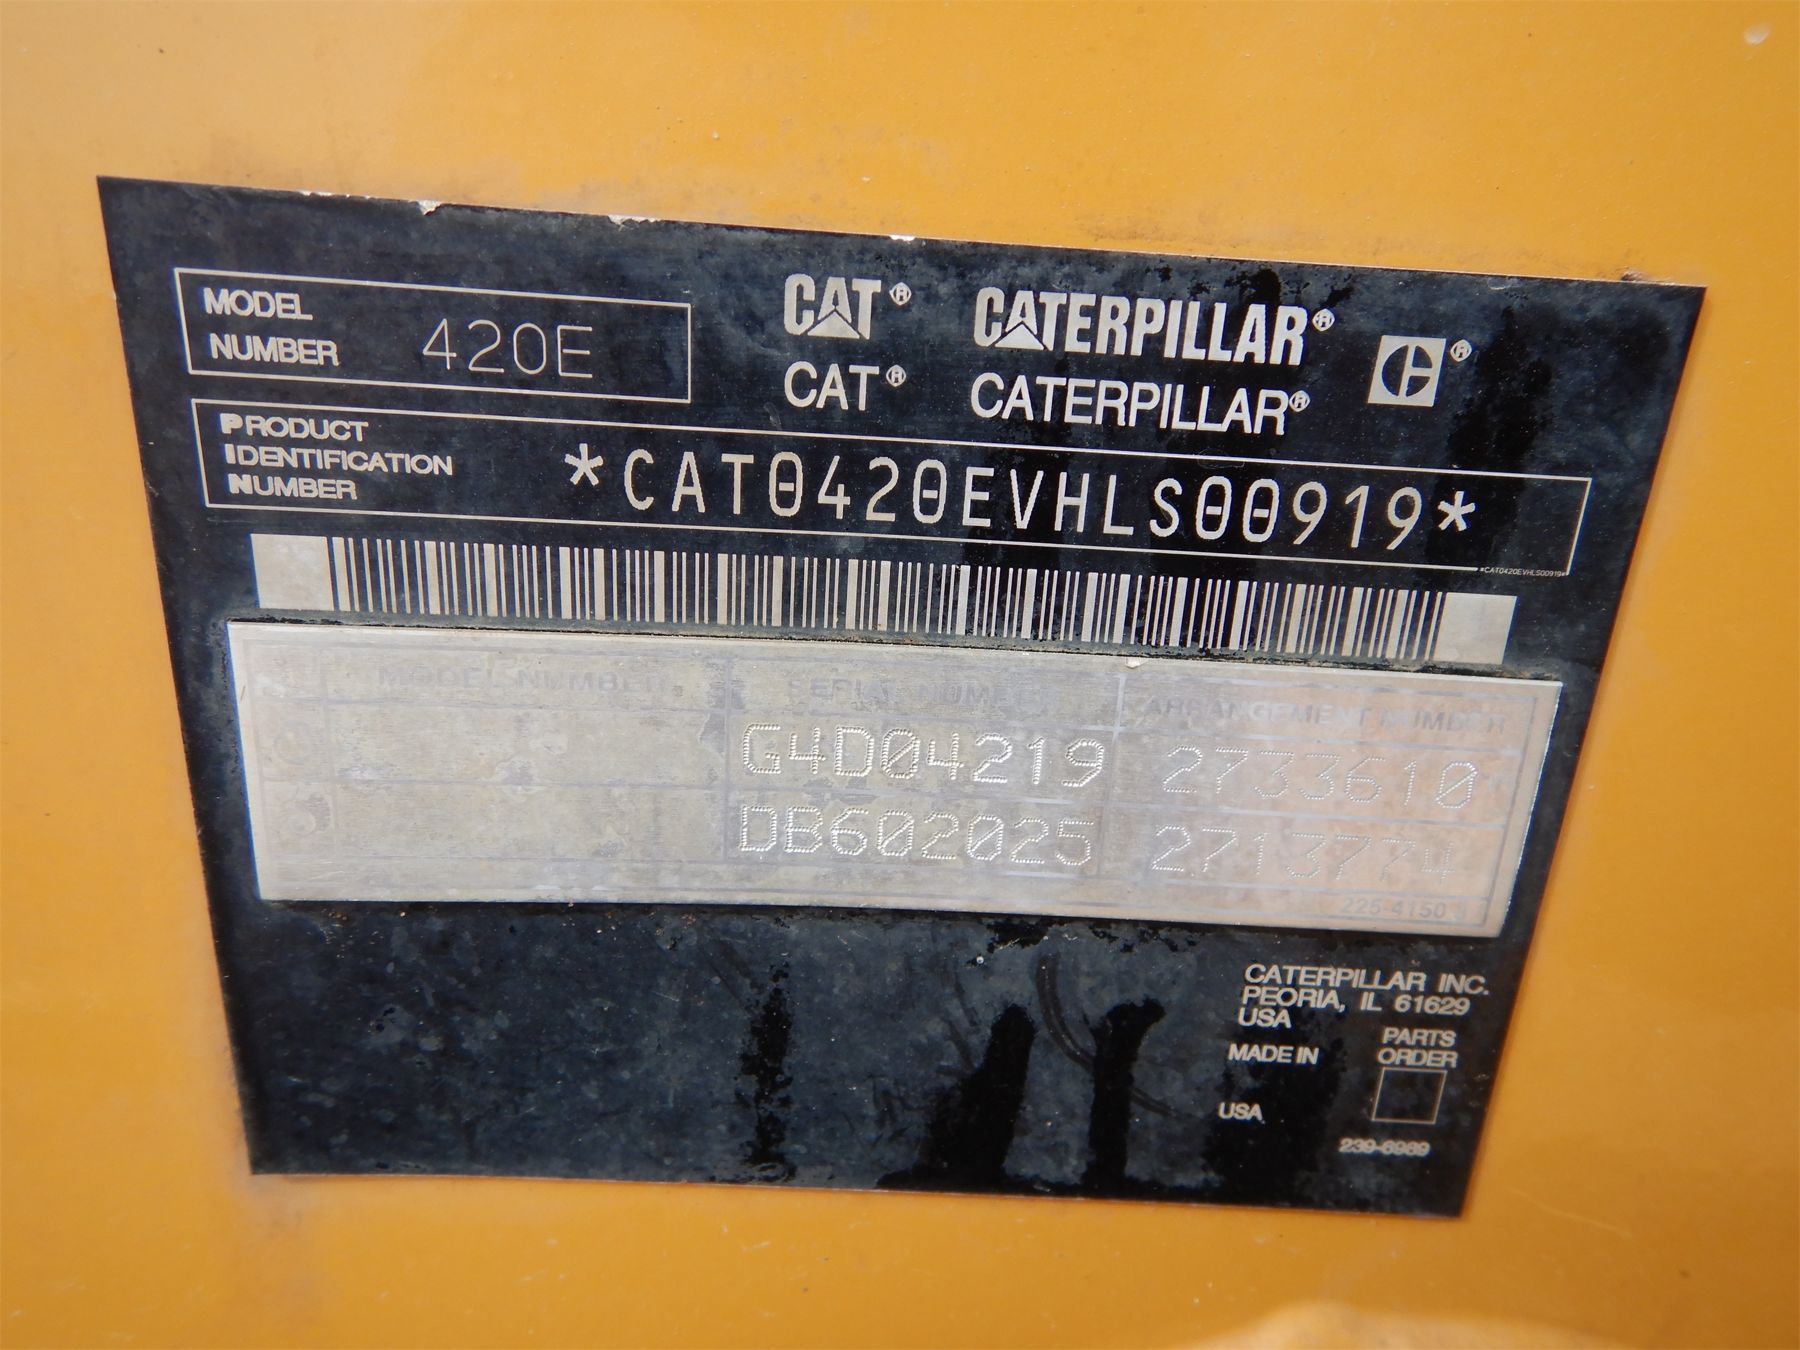 MODEL
NUMBER 420E
CAT® CATERPILLAR®
CAT® CATERPILLAR® C®
PRODUCT
IDENTIFICATION
NUMBER
*CAT0420EVHLS00919*
*CAT0420EVHLS00919*
MODEL NUMBER SERIAL NUMBER ARRANGEMENT NUMBER
G4D04219 2733610
DB602025 2713774
225-4150
CATERPILLAR INC.
PEORIA, IL 61629
USA
MADE IN
USA
PARTS
ORDER
239-6969